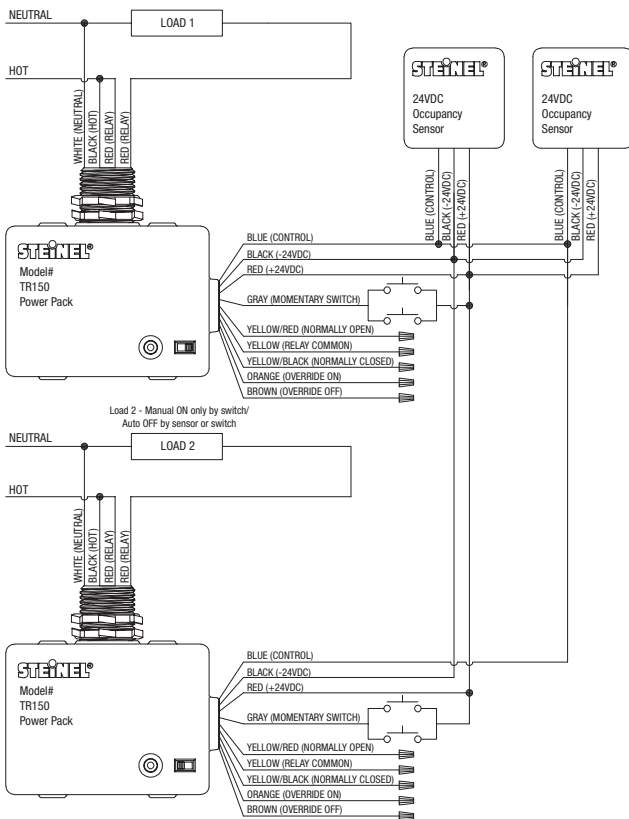 NEUTRAL
LOAD 1
HOT
WHITE (NEUTRAL)
BLACK (HOT)
RED (RELAY)
RED (RELAY)
STEINEL®
24VDC
Occupancy
Sensor
STEINEL®
24VDC
Occupancy
Sensor
BLUE (CONTROL)
BLACK (-24VDC)
RED (+24VDC)
BLUE (CONTROL)
BLACK (-24VDC)
RED (+24VDC)
STEINEL®
Model#
TR150
Power Pack
BLUE (CONTROL)
BLACK (-24VDC)
RED (+24VDC)
GRAY (MOMENTARY SWITCH)
YELLOW/RED (NORMALLY OPEN)
YELLOW (RELAY COMMON)
YELLOW/BLACK (NORMALLY CLOSED)
ORANGE (OVERRIDE ON)
BROWN (OVERRIDE OFF)
Load 2 - Manual ON only by switch/
Auto OFF by sensor or switch
NEUTRAL
LOAD 2
HOT
WHITE (NEUTRAL)
BLACK (HOT)
RED (RELAY)
RED (RELAY)
STEINEL®
Model#
TR150
Power Pack
BLUE (CONTROL)
BLACK (-24VDC)
RED (+24VDC)
GRAY (MOMENTARY SWITCH)
YELLOW/RED (NORMALLY OPEN)
YELLOW (RELAY COMMON)
YELLOW/BLACK (NORMALLY CLOSED)
ORANGE (OVERRIDE ON)
BROWN (OVERRIDE OFF)